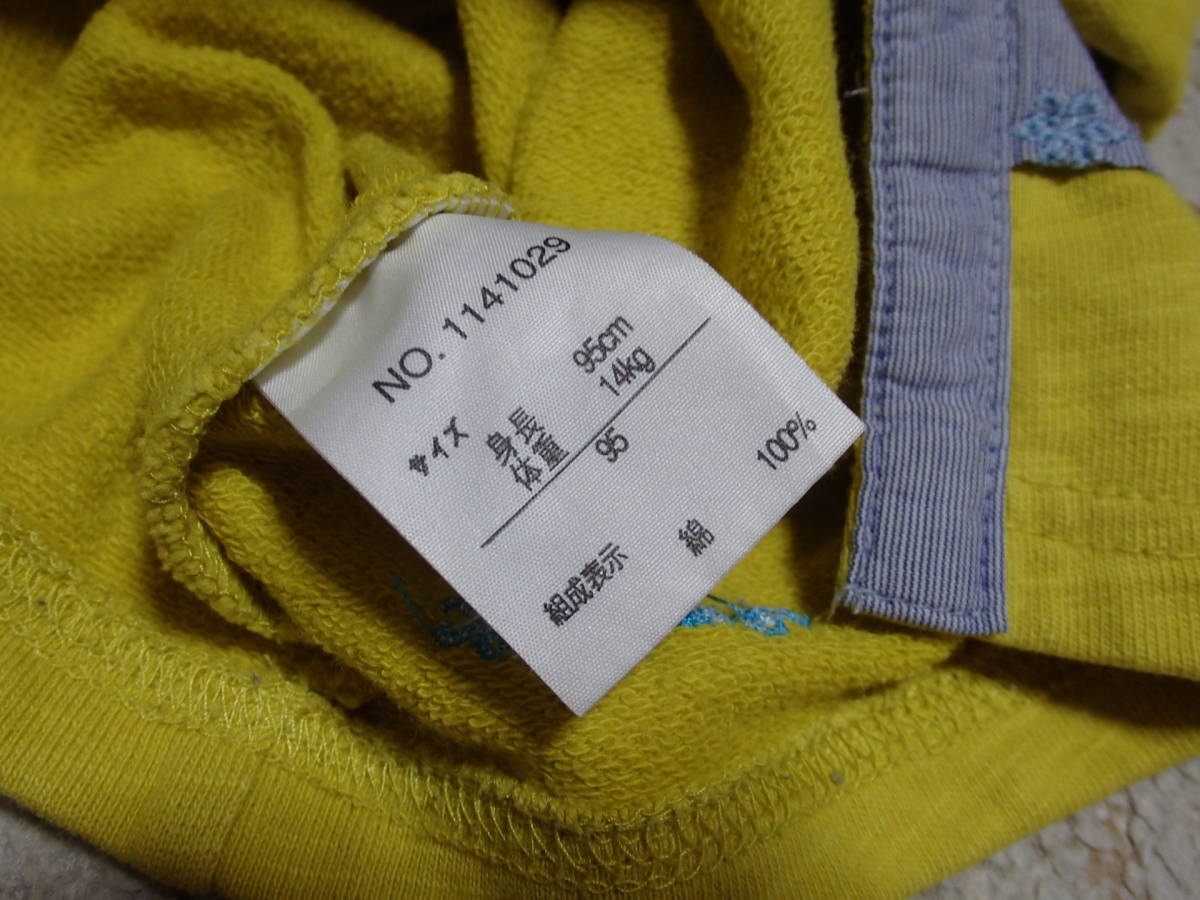 NO. 1141029
サイズ 身長 95cm
体重 14kg
95
組成表示
綿 100%